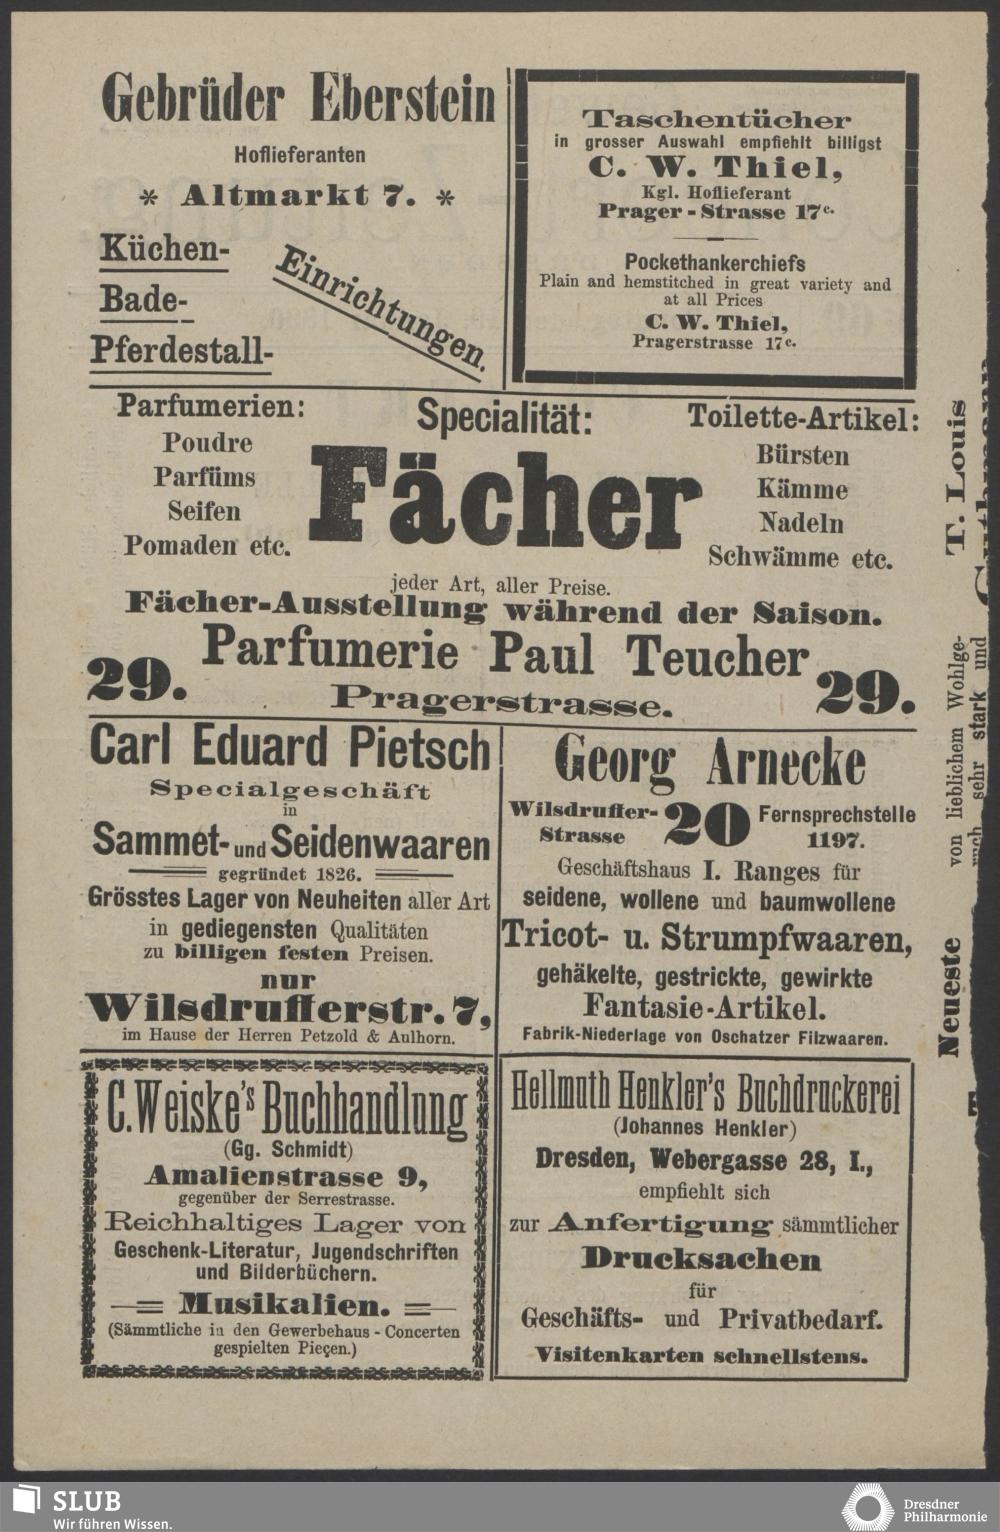 Gebrüder Eberstein
Hoflieferanten
* Altmarkt 7. *
Küchen-
Bade-
Pferdestall-
Einrichtungen.
Taschentücher
in grosser Auswahl empfiehlt billigst
C. W. Thiel,
Kgl. Hoflieferant
Prager-Strasse 17c.
Pockethankerchiefs
Plain and hemstitched in great variety and
at all Prices
C. W. Thiel,
Pragerstrasse 17c.
Parfumerien:
Poudre
Parfüms
Seifen
Pomaden etc.
Specialität:
Fächer
Toilette-Artikel:
Bürsten
Kämme
Nadeln
Schwämme etc.
jeder Art, aller Preise.
Fächer-Ausstellung während der Saison.
29. Parfumerie Paul Teucher 29.
Pragerstrasse.
Carl Eduard Pietsch
Specialgeschäft
in
Sammet- und Seidenwaaren
gegründet 1826.
Grösstes Lager von Neuheiten aller Art
in gediegensten Qualitäten
zu billigen festen Preisen.
nur
Wilsdrufferstr. 7,
im Hause der Herren Petzold & Aulhorn.
Georg Arnecke
Wilsdruffer-
Strasse
20
Fernsprechstelle
1197.
Geschäftshaus I. Ranges für
seidene, wollene und baumwollene
Tricot- u. Strumpfwaaren,
gehäkelte, gestrickte, gewirkte
Fantasie-Artikel.
Fabrik-Niederlage von Oschatzer Filzwaaren.
C. Weiske's Buchhandlung
(Gg. Schmidt)
Amalienstrasse 9,
gegenüber der Serrestrasse.
Reichhaltiges Lager von
Geschenk-Literatur, Jugendschriften
und Bilderbüchern.
Musikalien.
(Sämmtliche in den Gewerbehaus-Concerten
gespielten Pieçen.)
Hellmuth Henkler's Buchdruckerei
(Johannes Henkler)
Dresden, Webergasse 28, I.,
empfiehlt sich
zur Anfertigung sämmtlicher
Drucksachen
für
Geschäfts- und Privatbedarf.
Visitenkarten schnellstens.
T. Louis
Neueste
von lieblichem Wohlge-
sehr stark und
SLUB
Wir führen Wissen.
Dresdner
Philharmonie